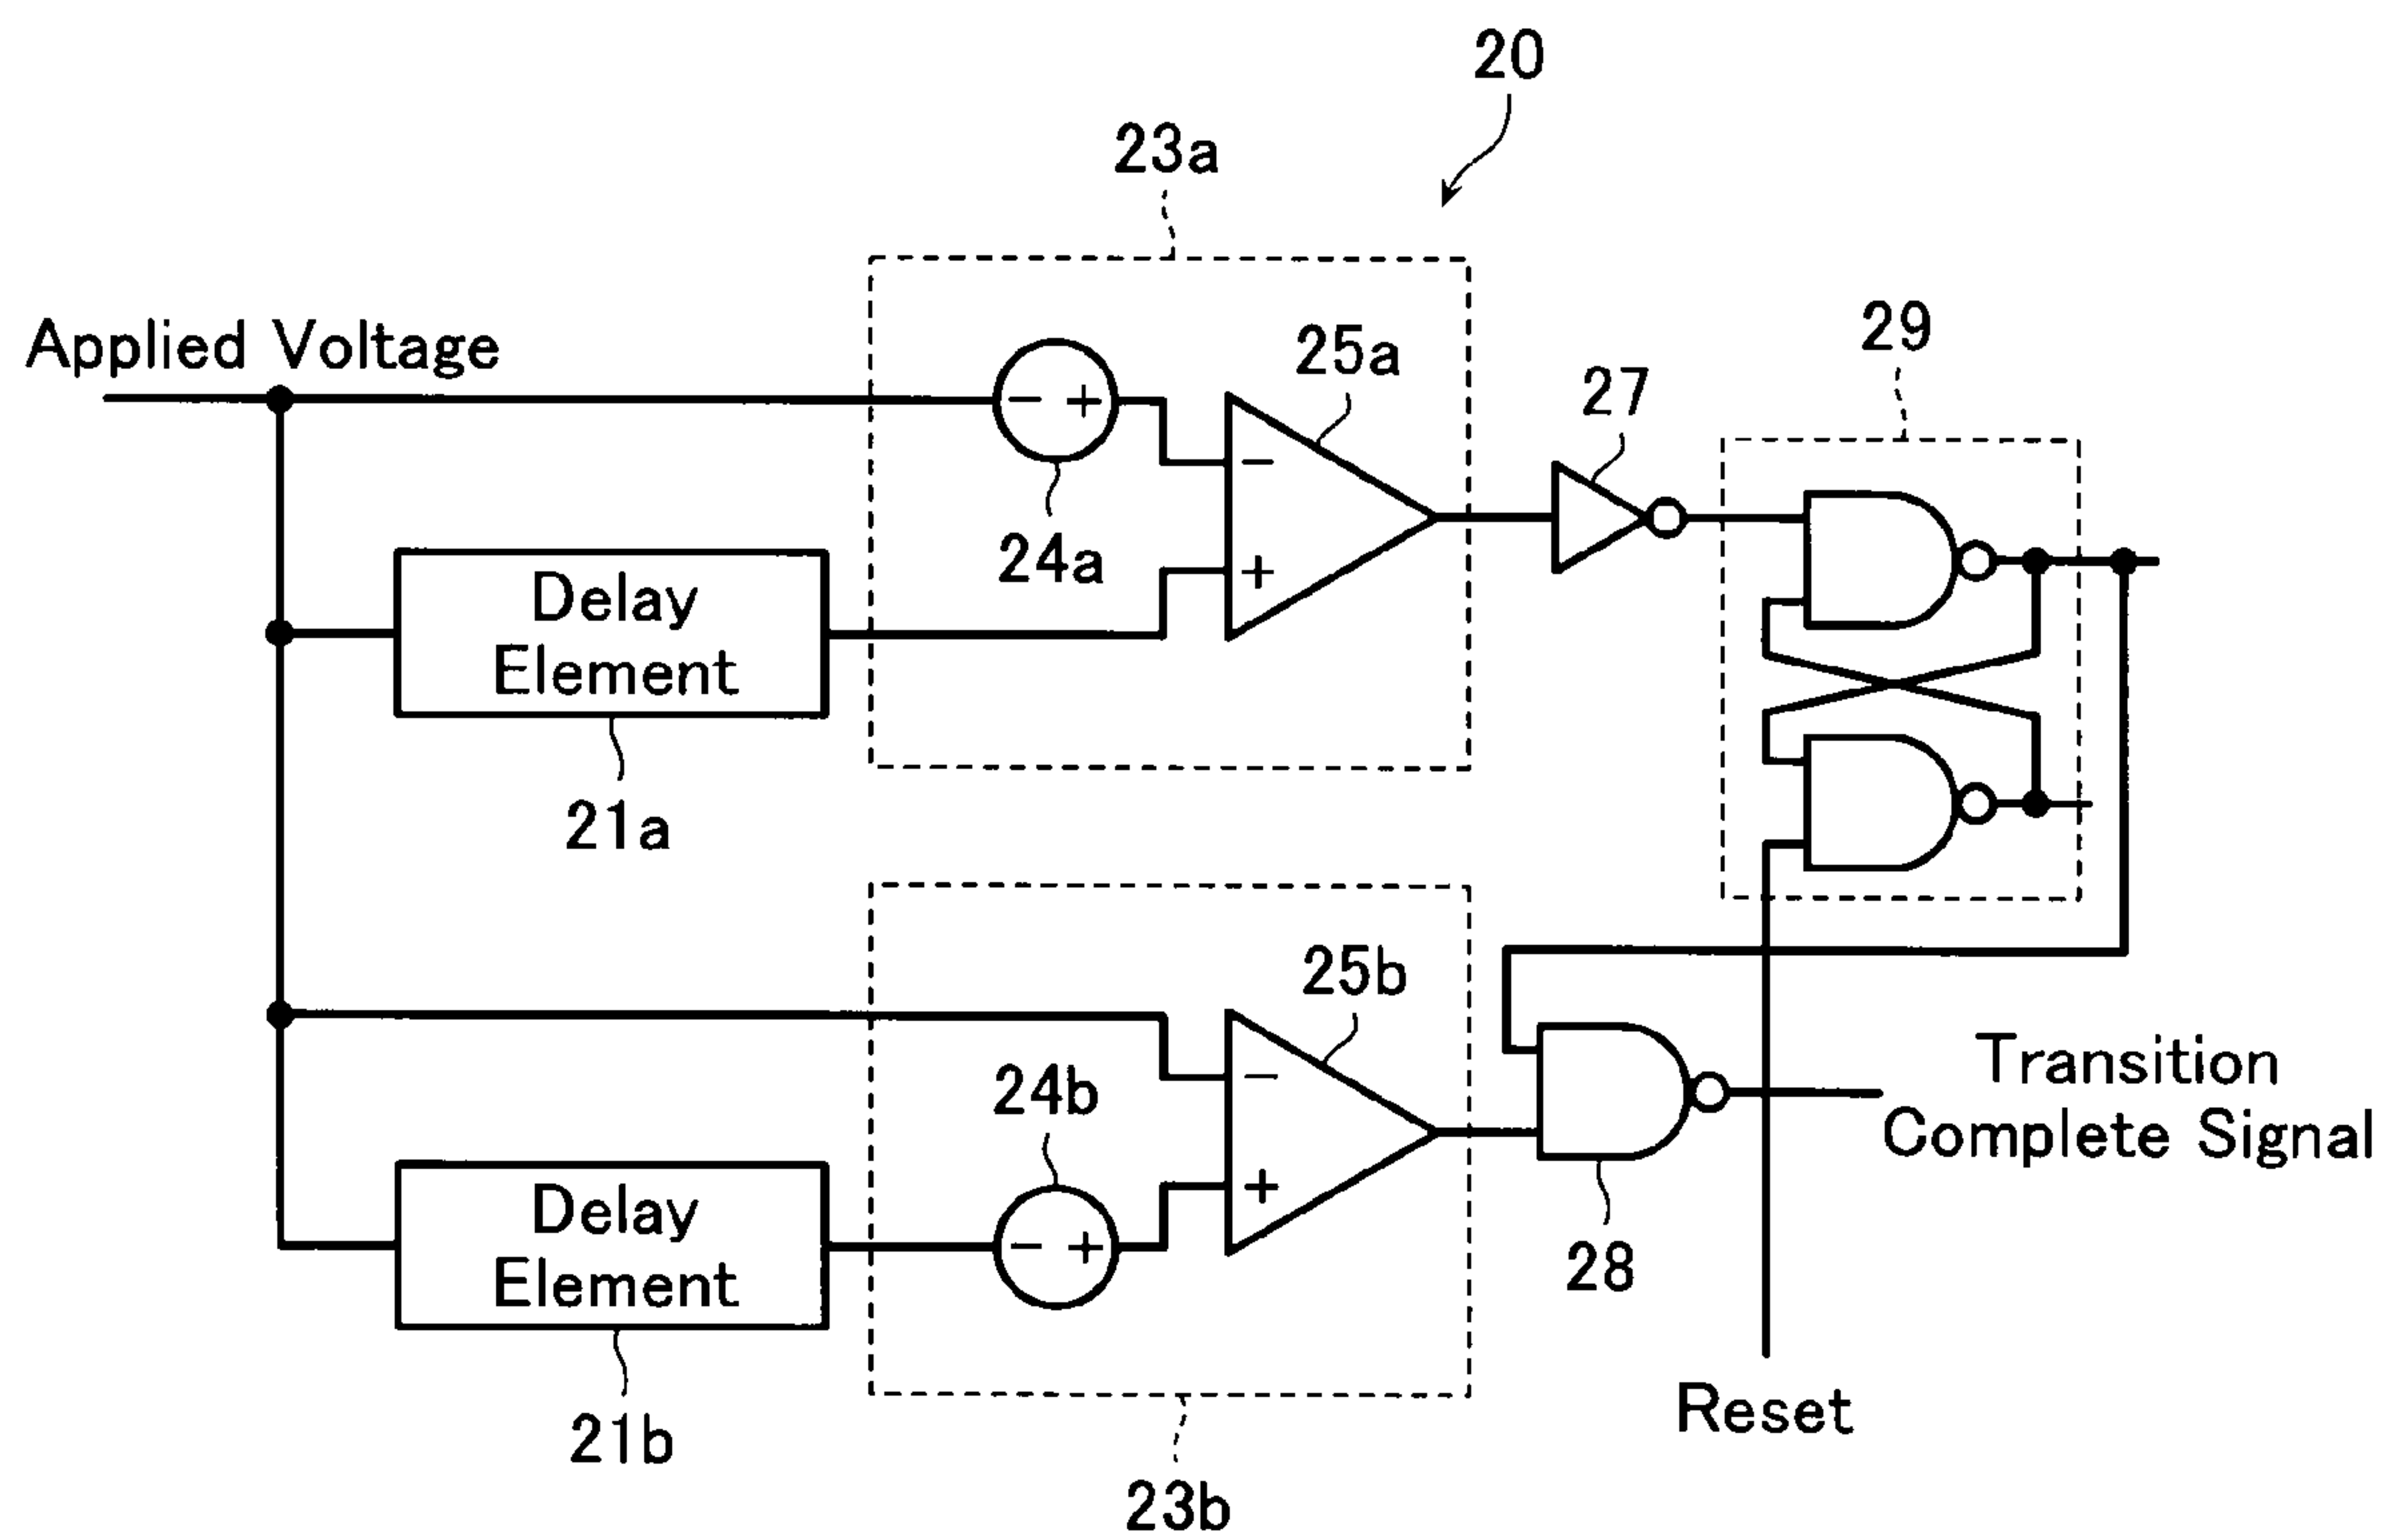 20
23a
Applied Voltage
25a
29
27
- +
-
24a
+
Delay
Element
21a
25b
24b
-
Transition
Complete Signal
+
Delay
Element
- +
28
21b
Reset
23b